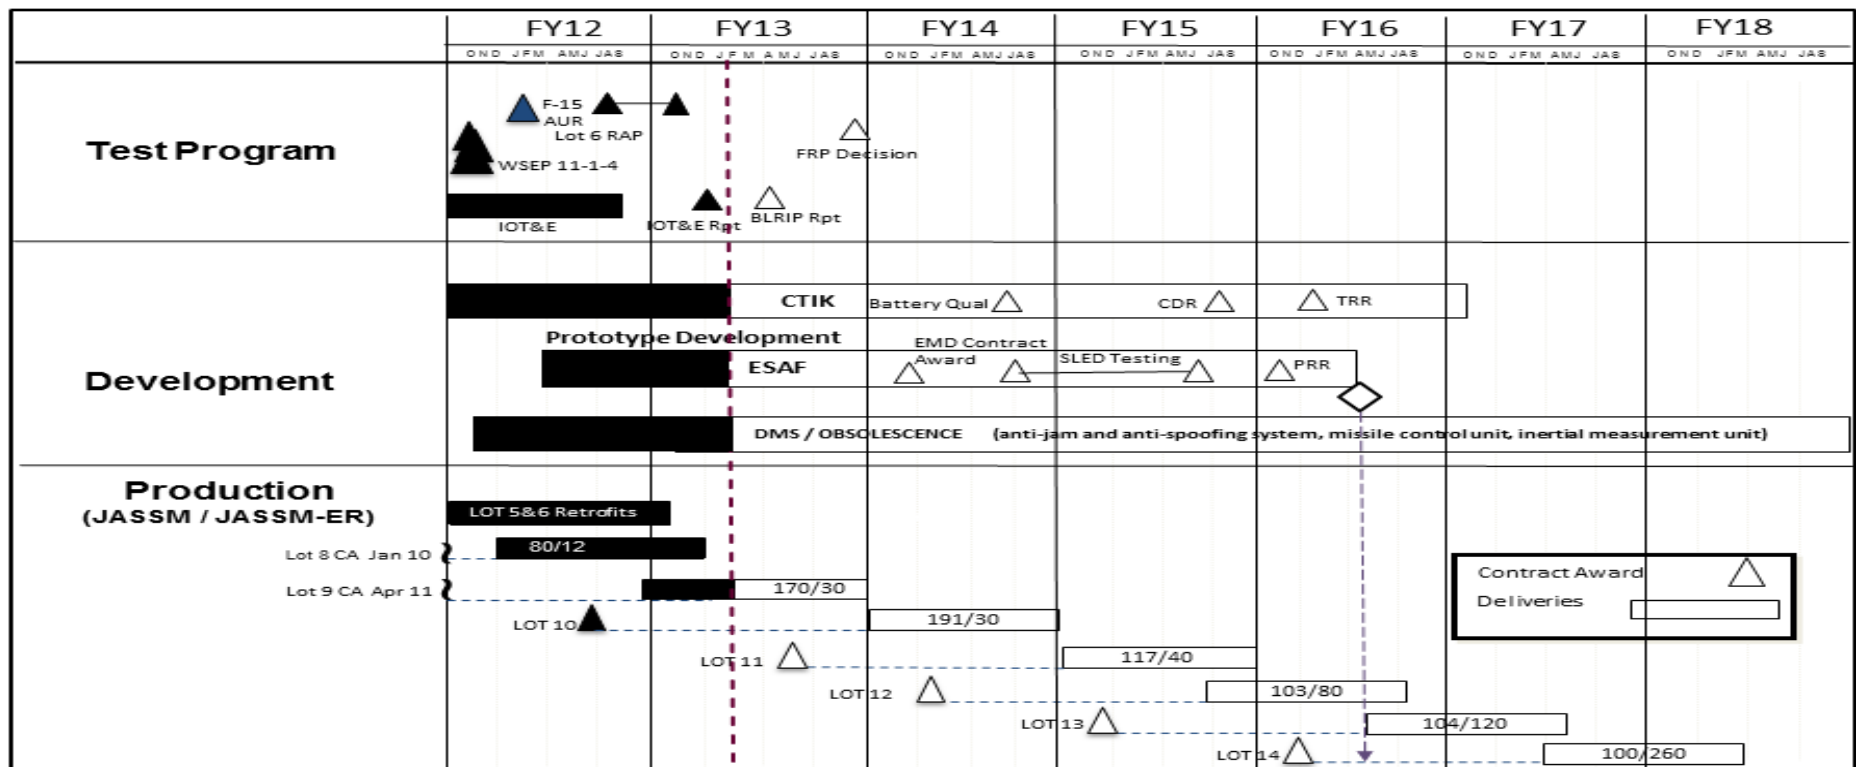 FY12 FY13 FY14 FY15 FY16 FY17 FY18
OND JFM AMJ JAS OND JFM AMJ JAS OND JFM AMJ JAS OND JFM AMJ JAS OND JFM AMJ JAS OND JFM AMJ JAS OND JFM AMJ JAS
Test Program
F-15
AUR
Lot 6 RAP
WSEP 11-1-4
FRP Decision
IOT&E
IOT&E Rpt
BLRIP Rpt
Development
CTIK
Battery Qual
CDR
TRR
Prototype Development
ESAF
EMD Contract
Award
SLED Testing
PRR
DMS / OBSOLESCENCE (anti-jam and anti-spoofing system, missile control unit, inertial measurement unit)
Production
(JASSM / JASSM-ER)
LOT 5&6 Retrofits
Lot 8 CA Jan 10
80/12
Lot 9 CA Apr 11
170/30
LOT 10
191/30
LOT 11
117/40
LOT 12
103/80
LOT 13
104/120
LOT 14
100/260
Contract Award
Deliveries